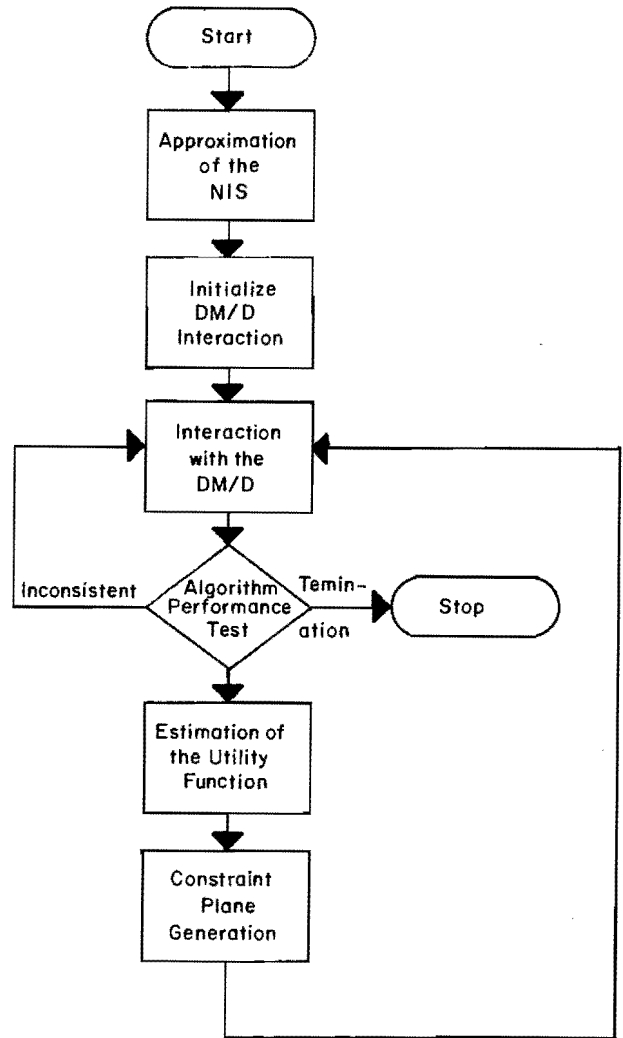 Start
Approximation
of the
NIS
Initialize
DM/D
Interaction
Interaction
with the
DM/D
Inconsistent
Algorithm
Performance
Test
Temin-
ation
Stop
Estimation of
the Utility
Function
Constraint
Plane
Generation